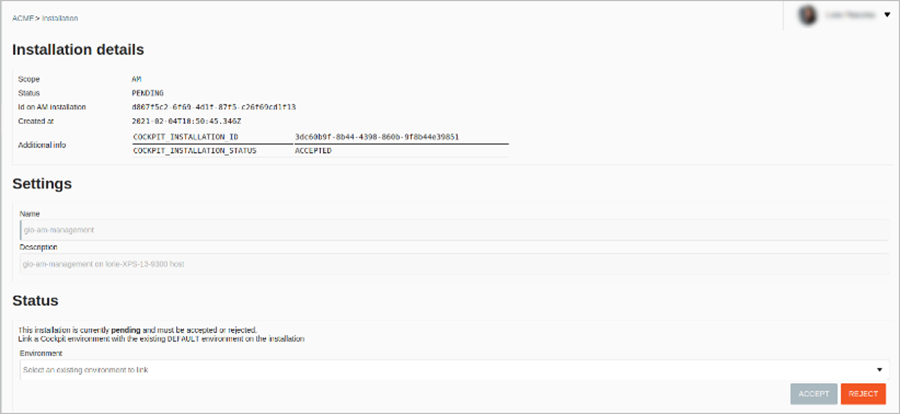 ACME > Installation
Installation details
Scope AM
Status PENDING
Id on AM installation d807f5c2-6f69-4d1f-87f5-c26f69cd1f13
Created at 2021-02-04T18:50:45.346Z
Additional info
COCKPIT_INSTALLATION_ID 3dc60b9f-8b44-4398-860b-9f8b44e39851
COCKPIT_INSTALLATION_STATUS ACCEPTED
Settings
Name
gio-am-management
Description
gio-am-management on lorie-XPS-13-9300 host
Status
This installation is currently pending and must be accepted or rejected.
Link a Cockpit environment with the existing DEFAULT environment on the installation
Environment
Select an existing environment to link
ACCEPT REJECT